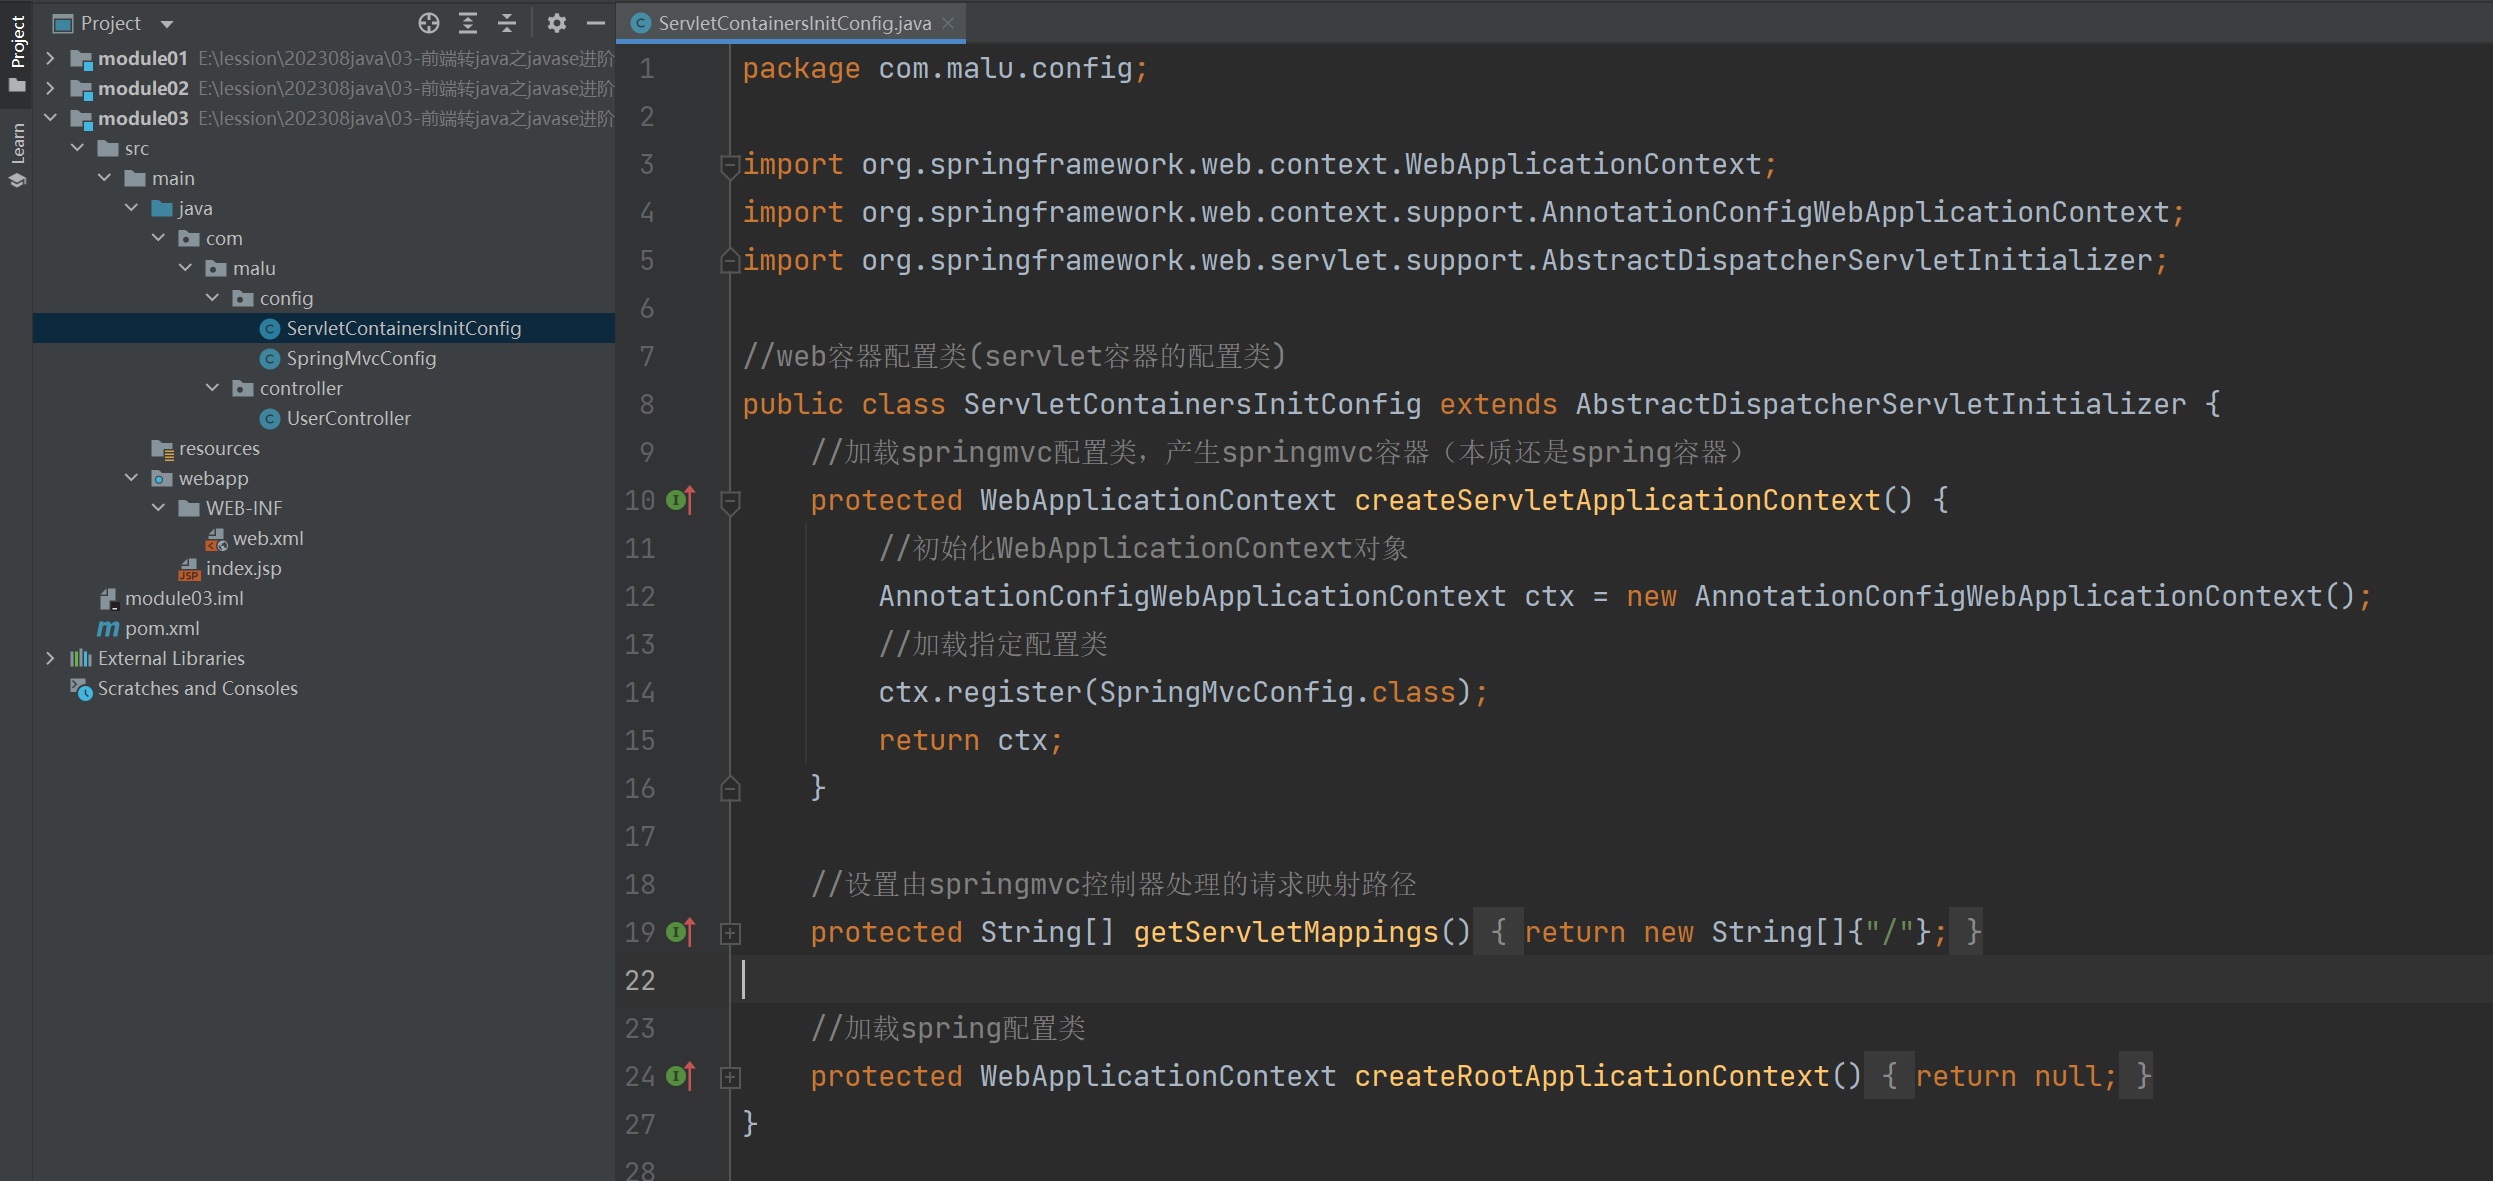 Project
Learn
Project
module01 E:\lession\202308java\03-前端转java之javase进阶
module02 E:\lession\202308java\03-前端转java之javase进阶
module03 E:\lession\202308java\03-前端转java之javase进阶
src
main
java
com
malu
config
ServletContainersInitConfig
SpringMvcConfig
controller
UserController
resources
webapp
WEB-INF
web.xml
index.jsp
module03.iml
pom.xml
External Libraries
Scratches and Consoles
ServletContainersInitConfig.java
1 package com.malu.config;
2
3 import org.springframework.web.context.WebApplicationContext;
4 import org.springframework.web.context.support.AnnotationConfigWebApplicationContext;
5 import org.springframework.web.servlet.support.AbstractDispatcherServletInitializer;
6
7 //web容器配置类(servlet容器的配置类)
8 public class ServletContainersInitConfig extends AbstractDispatcherServletInitializer {
9 //加载springmvc配置类，产生springmvc容器（本质还是spring容器）
10 protected WebApplicationContext createServletApplicationContext() {
11 //初始化WebApplicationContext对象
12 AnnotationConfigWebApplicationContext ctx = new AnnotationConfigWebApplicationContext();
13 //加载指定配置类
14 ctx.register(SpringMvcConfig.class);
15 return ctx;
16 }
17
18 //设置由springmvc控制器处理的请求映射路径
19 protected String[] getServletMappings() { return new String[]{"/"}; }
22
23 //加载spring配置类
24 protected WebApplicationContext createRootApplicationContext() { return null; }
27 }
28